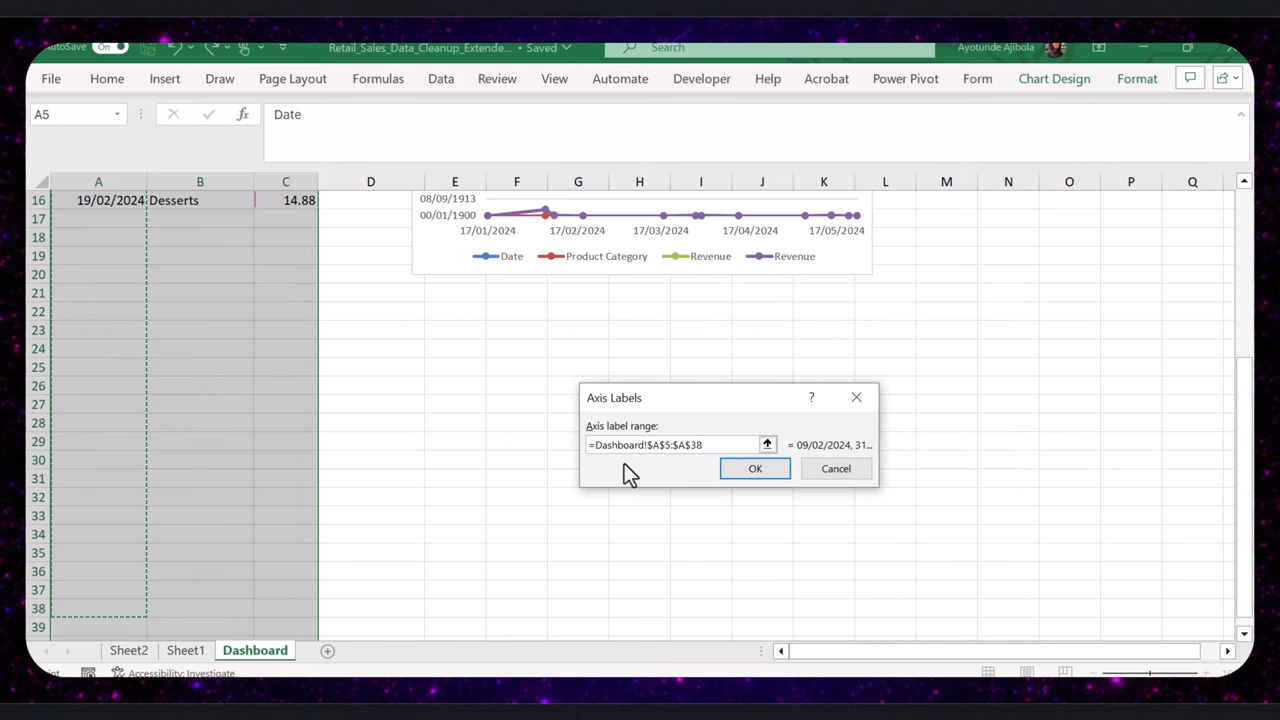 AutoSave On Retail_Sales_Data_Cleanup_Extende... • Saved Search Ayotunde Ajibola
File Home Insert Draw Page Layout Formulas Data Review View Automate Developer Help Acrobat Power Pivot Form Chart Design Format
A5 fx Date
A B C D E F G H I J K L M N O P Q
16 19/02/2024 Desserts 14.88
08/09/1913
00/01/1900
17/01/2024 17/02/2024 17/03/2024 17/04/2024 17/05/2024
Date Product Category Revenue Revenue
17
18
19
20
21
22
23
24
25
26
27
28
29
30
31
32
33
34
35
36
37
38
39
Axis Labels ?
Axis label range:
=Dashboard!$A$5:$A$38 = 09/02/2024, 31...
OK Cancel
Sheet2 Sheet1 Dashboard
Accessibility: Investigate